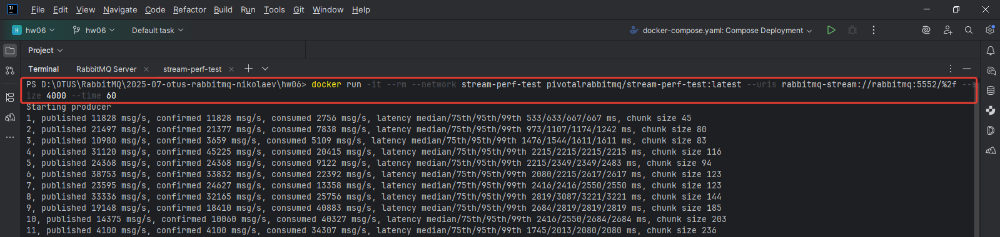 File Edit View Navigate Code Refactor Build Run Tools Git Window Help
H hw06 hw06 Default task docker-compose.yaml: Compose Deployment
Project
Terminal RabbitMQ Server stream-perf-test
PS D:\OTUS\RabbitMQ\2025-07-otus-rabbitmq-nikolaev\hw06> docker run -it --rm --network stream-perf-test pivotalrabbitmq/stream-perf-test:latest --uris rabbitmq-stream://rabbitmq:5552/%2f --s
ize 4000 --time 60
Starting producer
1, published 11828 msg/s, confirmed 11828 msg/s, consumed 2756 msg/s, latency median/75th/95th/99th 533/633/667/667 ms, chunk size 45
2, published 21497 msg/s, confirmed 21377 msg/s, consumed 7838 msg/s, latency median/75th/95th/99th 973/1107/1174/1242 ms, chunk size 80
3, published 10980 msg/s, confirmed 3659 msg/s, consumed 5109 msg/s, latency median/75th/95th/99th 1476/1544/1611/1611 ms, chunk size 83
4, published 31120 msg/s, confirmed 45225 msg/s, consumed 20415 msg/s, latency median/75th/95th/99th 2215/2215/2215/2215 ms, chunk size 116
5, published 24368 msg/s, confirmed 24368 msg/s, consumed 9122 msg/s, latency median/75th/95th/99th 2215/2349/2349/2483 ms, chunk size 94
6, published 38753 msg/s, confirmed 33832 msg/s, consumed 22392 msg/s, latency median/75th/95th/99th 2080/2215/2617/2617 ms, chunk size 123
7, published 23595 msg/s, confirmed 24627 msg/s, consumed 13358 msg/s, latency median/75th/95th/99th 2416/2416/2550/2550 ms, chunk size 123
8, published 33336 msg/s, confirmed 32165 msg/s, consumed 25756 msg/s, latency median/75th/95th/99th 2819/3087/3221/3221 ms, chunk size 144
9, published 19148 msg/s, confirmed 18410 msg/s, consumed 40883 msg/s, latency median/75th/95th/99th 2684/2819/2819/2819 ms, chunk size 185
10, published 14375 msg/s, confirmed 10060 msg/s, consumed 40327 msg/s, latency median/75th/95th/99th 2416/2550/2684/2684 ms, chunk size 203
11, published 4100 msg/s, confirmed 4100 msg/s, consumed 34307 msg/s, latency median/75th/95th/99th 1745/2013/2080/2080 ms, chunk size 236